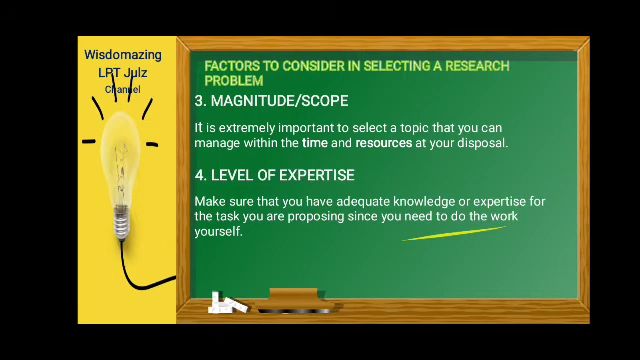 Wisdomazing
LPT Julz
Channel
FACTORS TO CONSIDER IN SELECTING A RESEARCH
PROBLEM
3. MAGNITUDE/SCOPE
It is extremely important to select a topic that you can
manage within the time and resources at your disposal.
4. LEVEL OF EXPERTISE
Make sure that you have adequate knowledge or expertise for
the task you are proposing since you need to do the work
yourself.